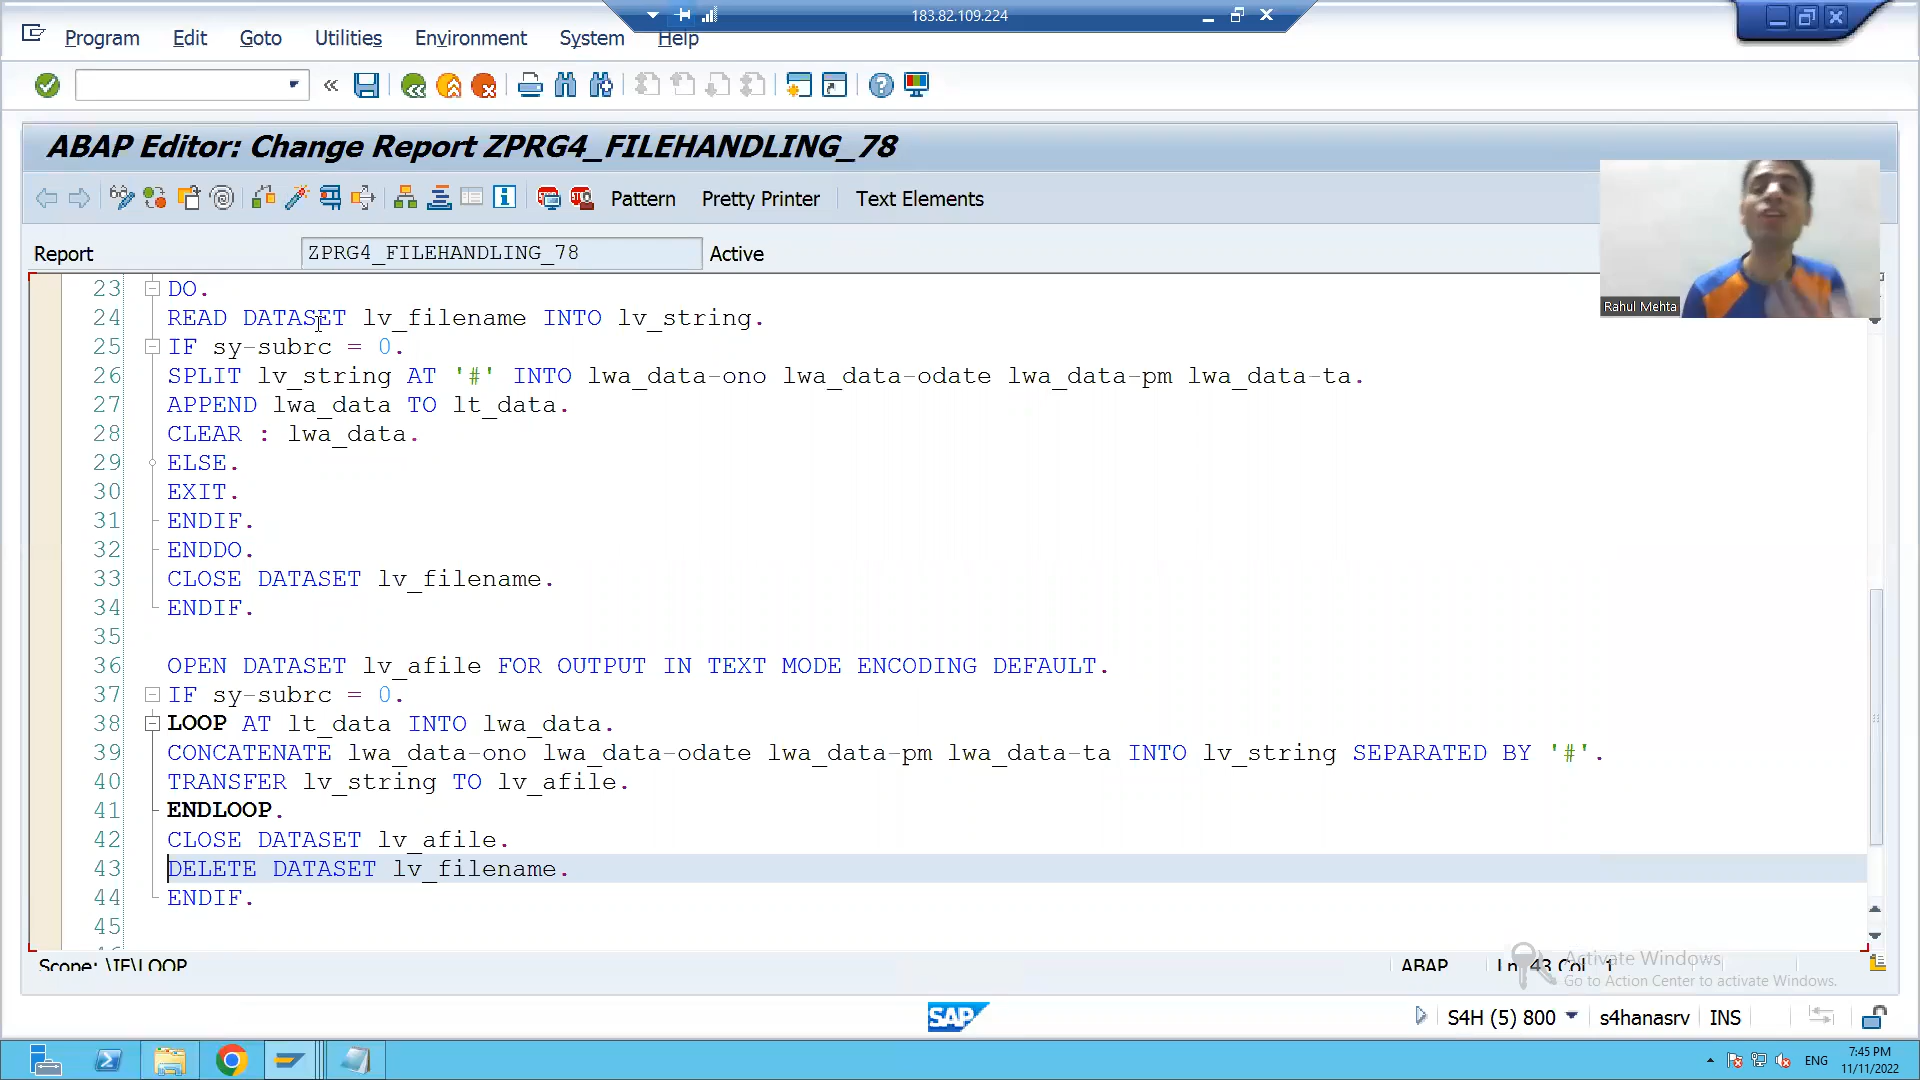 183.82.109.224
Program Edit Goto Utilities Environment System Help
ABAP Editor: Change Report ZPRG4_FILEHANDLING_78
Pattern Pretty Printer Text Elements
Report ZPRG4_FILEHANDLING_78 Active
Rahul Mehta
23 DO.
24 READ DATASET lv_filename INTO lv_string.
25 IF sy-subrc = 0.
26 SPLIT lv_string AT '#' INTO lwa_data-ono lwa_data-odate lwa_data-pm lwa_data-ta.
27 APPEND lwa_data TO lt_data.
28 CLEAR : lwa_data.
29 ELSE.
30 EXIT.
31 ENDIF.
32 ENDDO.
33 CLOSE DATASET lv_filename.
34 ENDIF.
35
36 OPEN DATASET lv_afile FOR OUTPUT IN TEXT MODE ENCODING DEFAULT.
37 IF sy-subrc = 0.
38 LOOP AT lt_data INTO lwa_data.
39 CONCATENATE lwa_data-ono lwa_data-odate lwa_data-pm lwa_data-ta INTO lv_string SEPARATED BY '#'.
40 TRANSFER lv_string TO lv_afile.
41 ENDLOOP.
42 CLOSE DATASET lv_afile.
43 DELETE DATASET lv_filename.
44 ENDIF.
45
Activate Windows
Scope: \IF\LOOP ABAP Ln 43 Col 1
Go to Action Center to activate Windows.
SAP S4H (5) 800 s4hanasrv INS
ENG 7:45 PM
11/11/2022